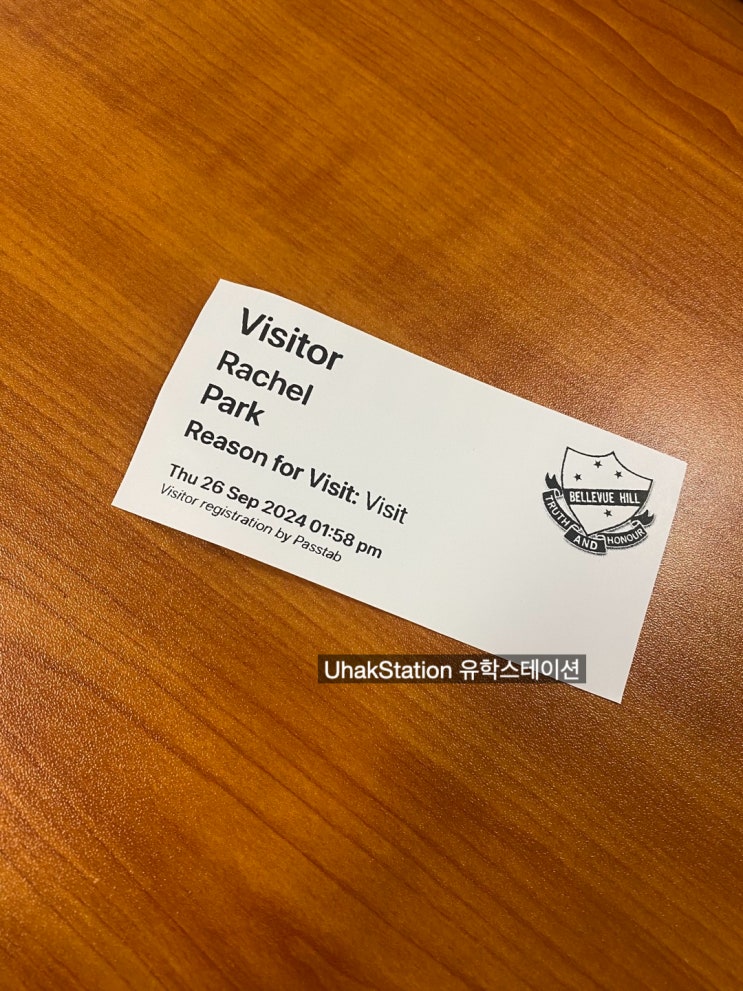 Visitor
Rachel
Park
Reason for Visit: Visit
Thu 26 Sep 2024 01:58 pm
Visitor registration by Passtab
BELLEVUE HILL
TRUTH AND HONOUR
UhakStation 유학스테이션